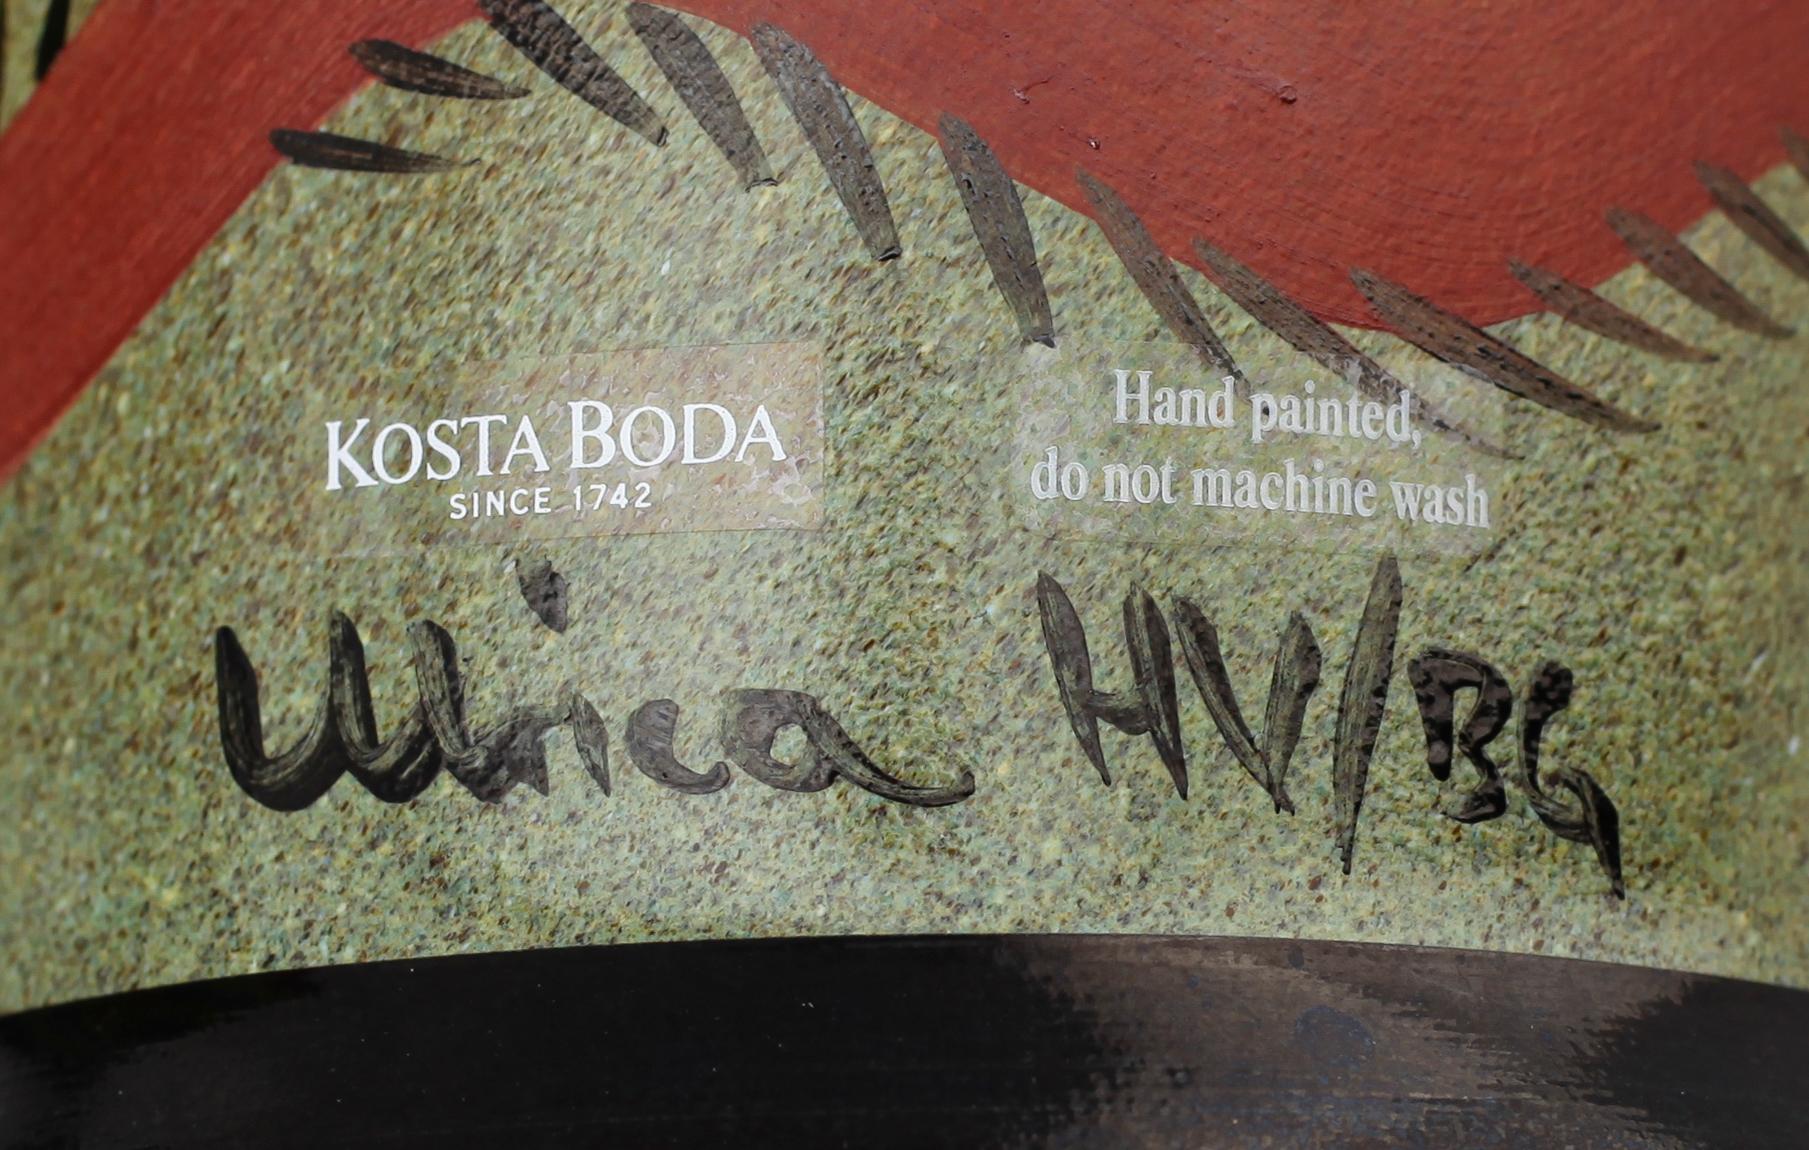 KOSTA BODA
SINCE 1742
Hand painted,
do not machine wash
Ulrica HV/BG